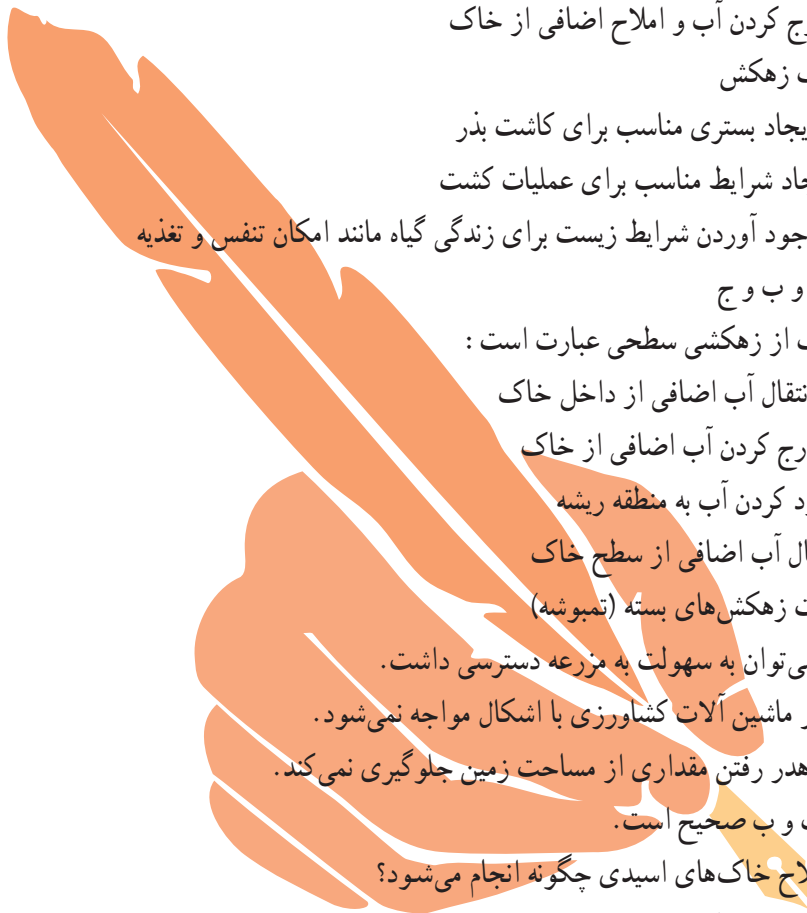 ج کردن آب و املاح اضافی از خاک
زهکش
یجاد بستری مناسب برای کاشت بذر
جاد شرایط مناسب برای عملیات کشت
جود آوردن شرایط زیست برای زندگی گیاه مانند امکان تنفس و تغذیه
و ب و ج
از زهکشی سطحی عبارت است :
نتقال آب اضافی از داخل خاک
رج کردن آب اضافی از خاک
د کردن آب به منطقه ریشه
ال آب اضافی از سطح خاک
ت زهکش‌های بسته (تمبوشه)
ی‌توان به سهولت به مزرعه دسترسی داشت.
ر ماشین آلات کشاورزی با اشکال مواجه نمی‌شود.
هدر رفتن مقداری از مساحت زمین جلوگیری نمی‌کند.
و ب صحیح است.
لاح خاک‌های اسیدی چگونه انجام می‌شود؟